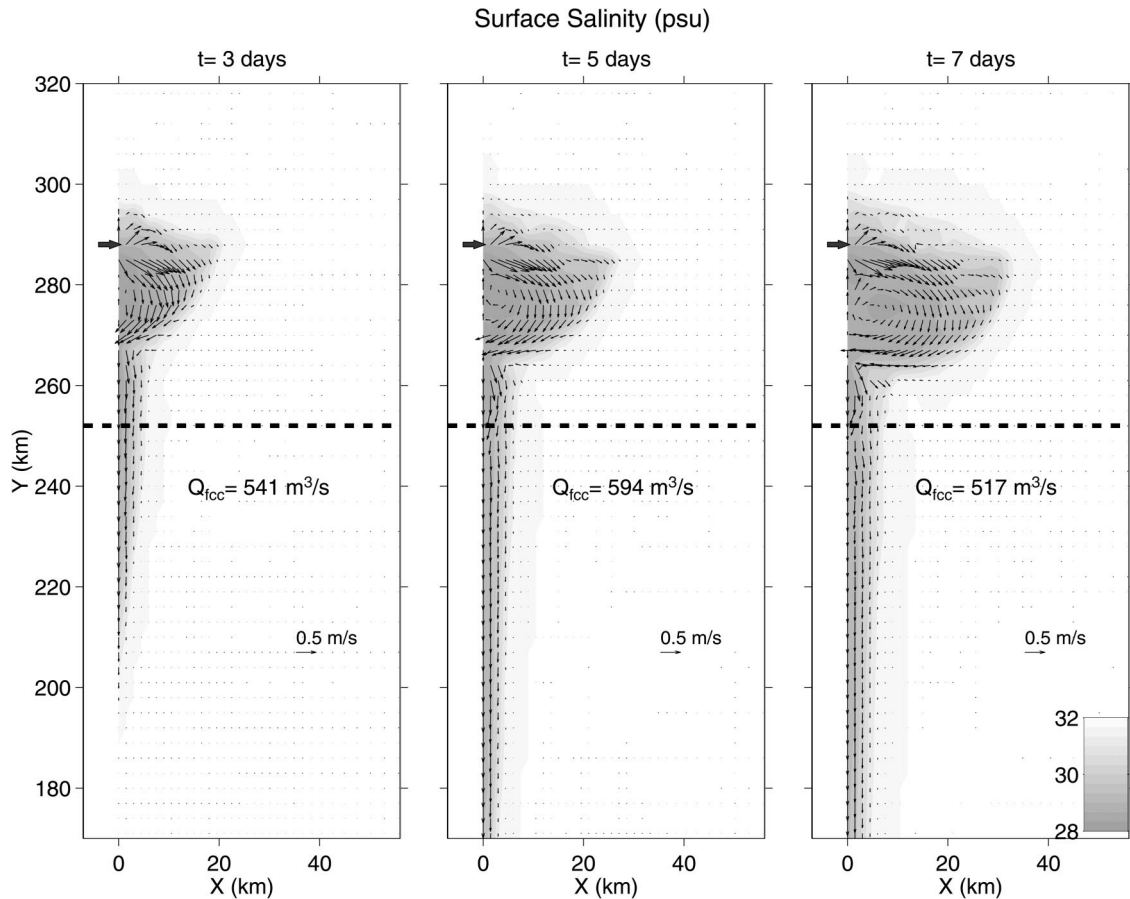 Surface Salinity (psu)
t= 3 days
t= 5 days
t= 7 days
320
300
280
260
240
220
200
180
Y (km)
Q_fcc= 541 m³/s
Q_fcc= 594 m³/s
Q_fcc= 517 m³/s
0.5 m/s
0.5 m/s
0.5 m/s
32
30
28
0 20 40
0 20 40
0 20 40
X (km)
X (km)
X (km)